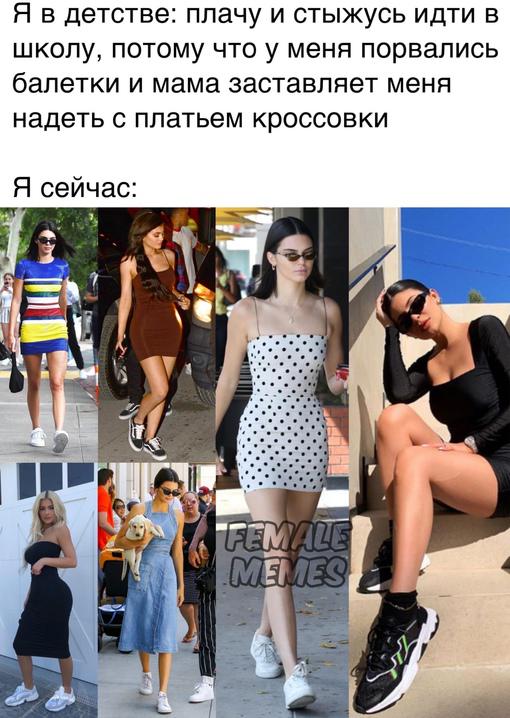 Я в детстве: плачу и стыжусь идти в
школу, потому что у меня порвались
балетки и мама заставляет меня
надеть с платьем кроссовки
Я сейчас:
FEMALE
MEMES